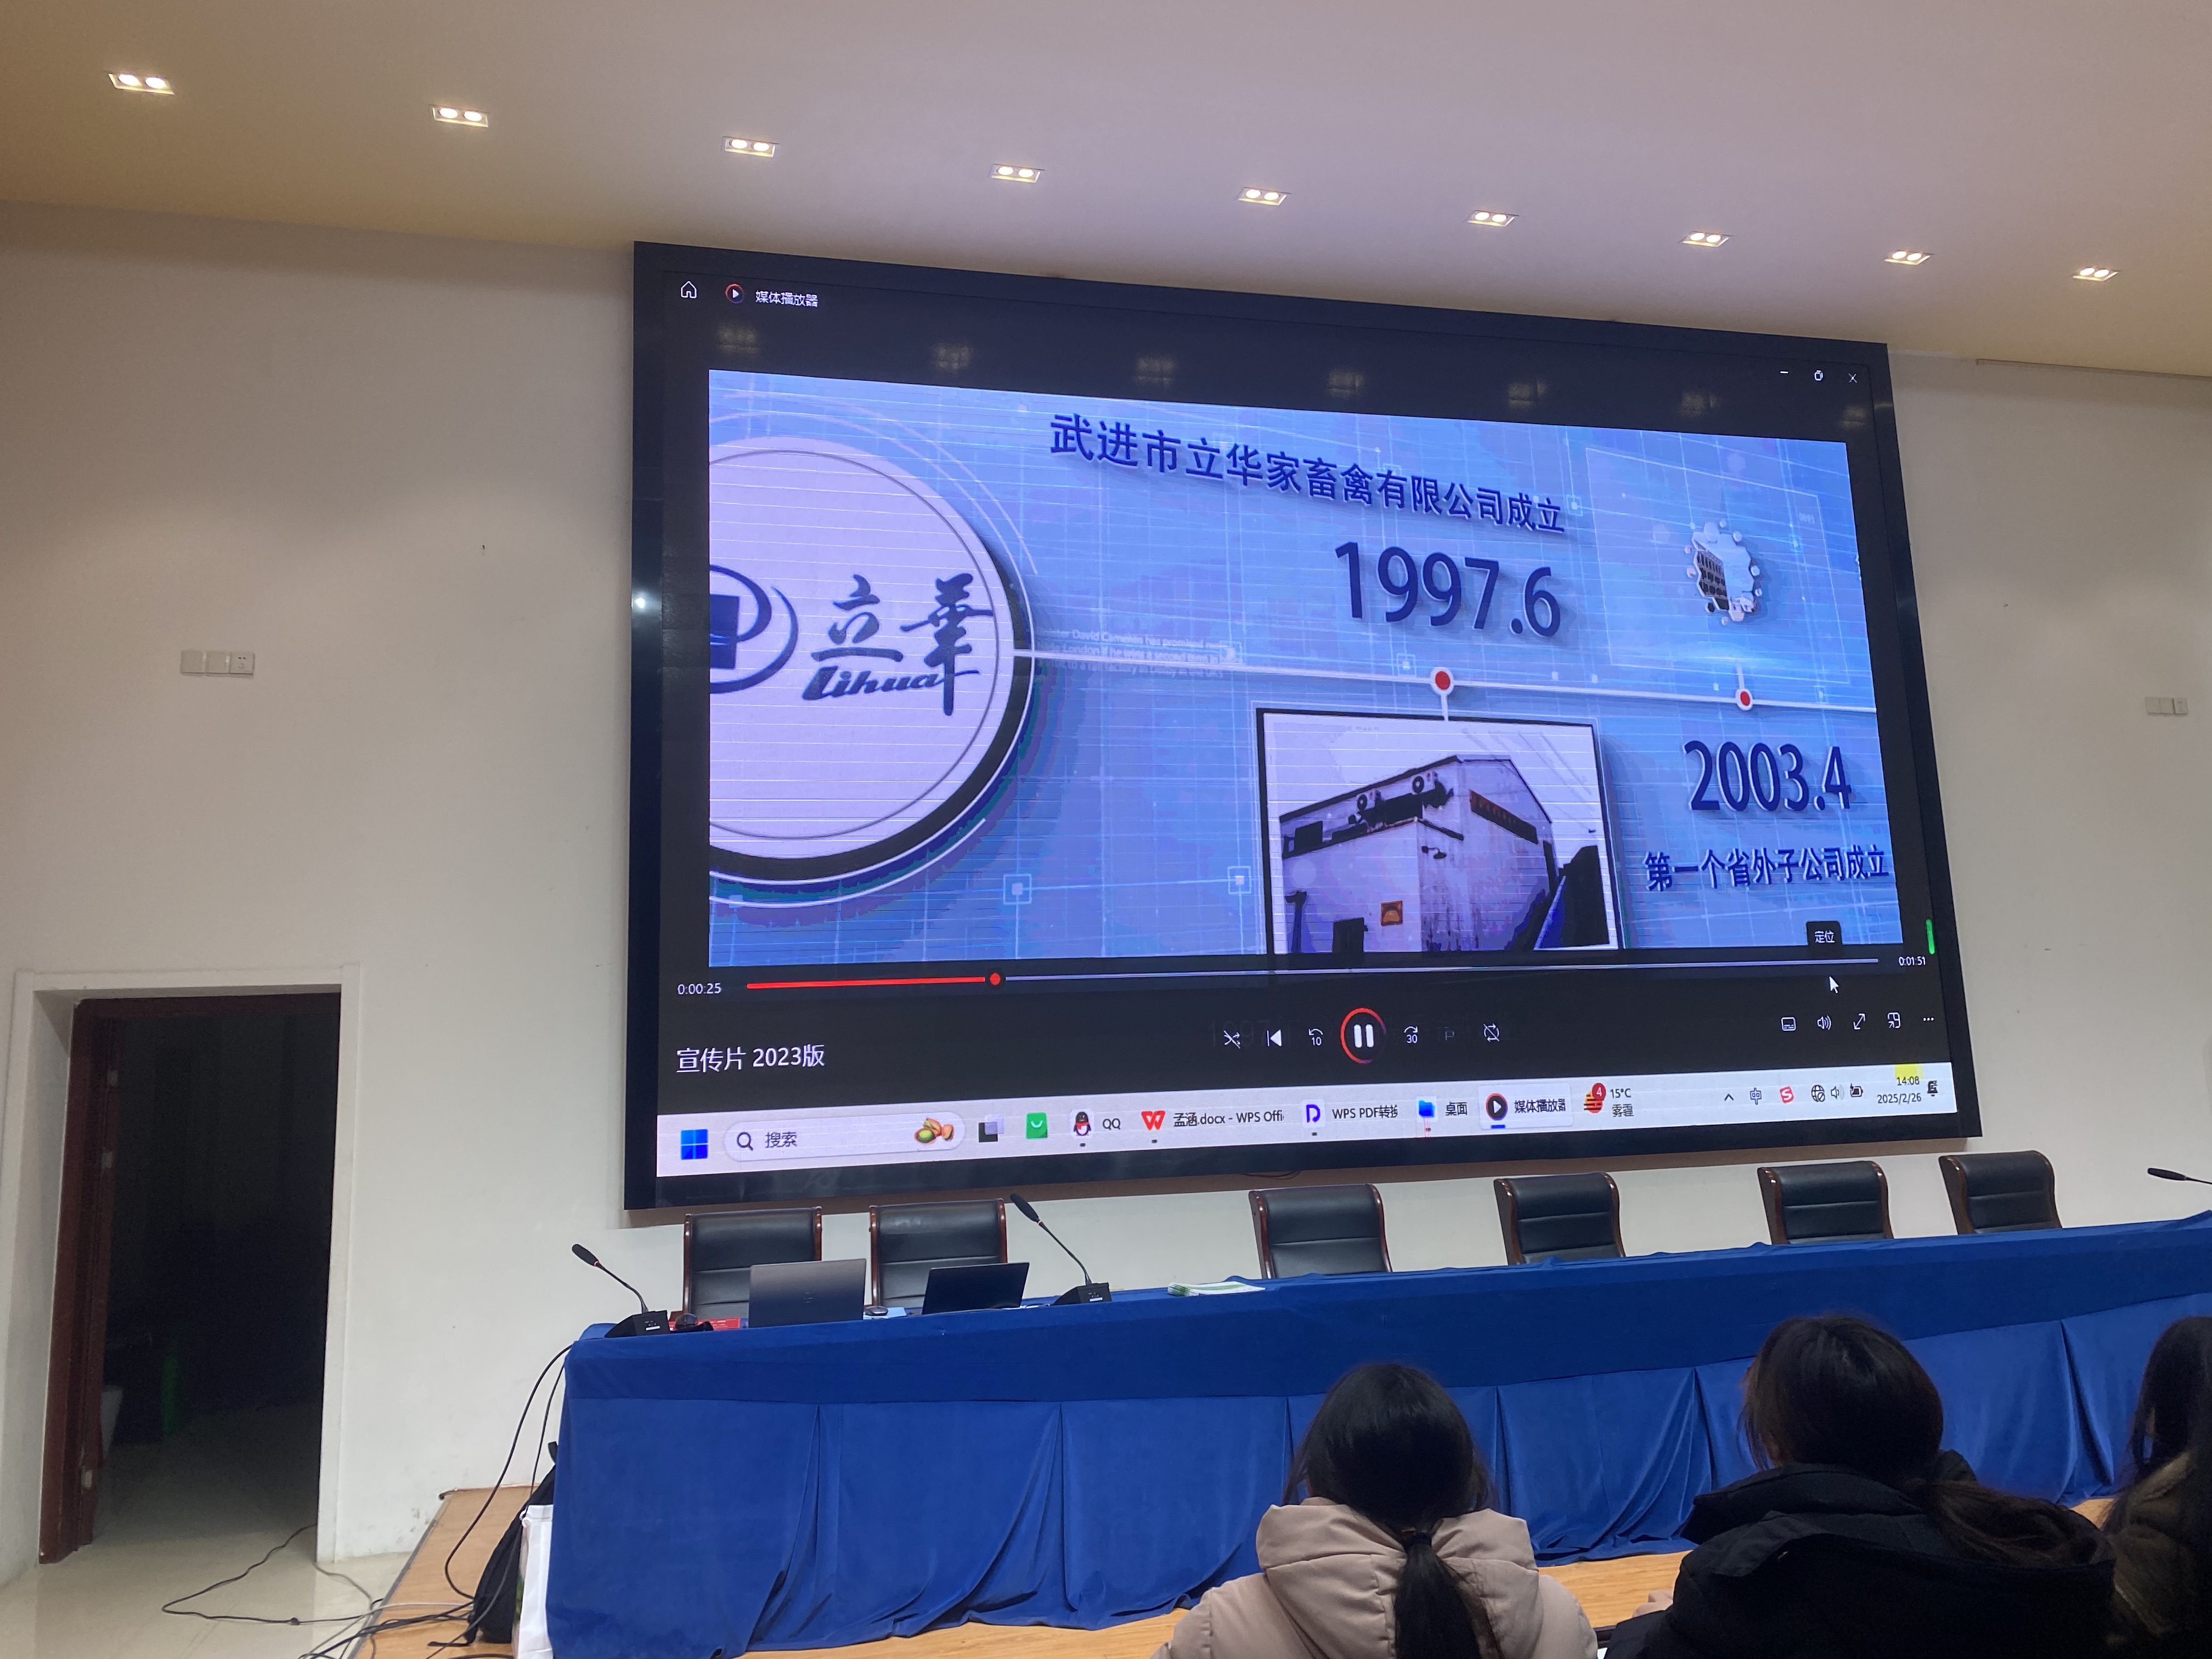 媒体播放器
武进市立华家畜禽有限公司成立
1997.6
立華
lihua
2003.4
第一个省外子公司成立
定位
0:00:25
0:01:51
10
30
宣传片 2023版
搜索
QQ
孟涵.docx - WPS Offi
WPS PDF转换
桌面
媒体播放器
4
15°C
雾霾
中
14:08
2025/2/26